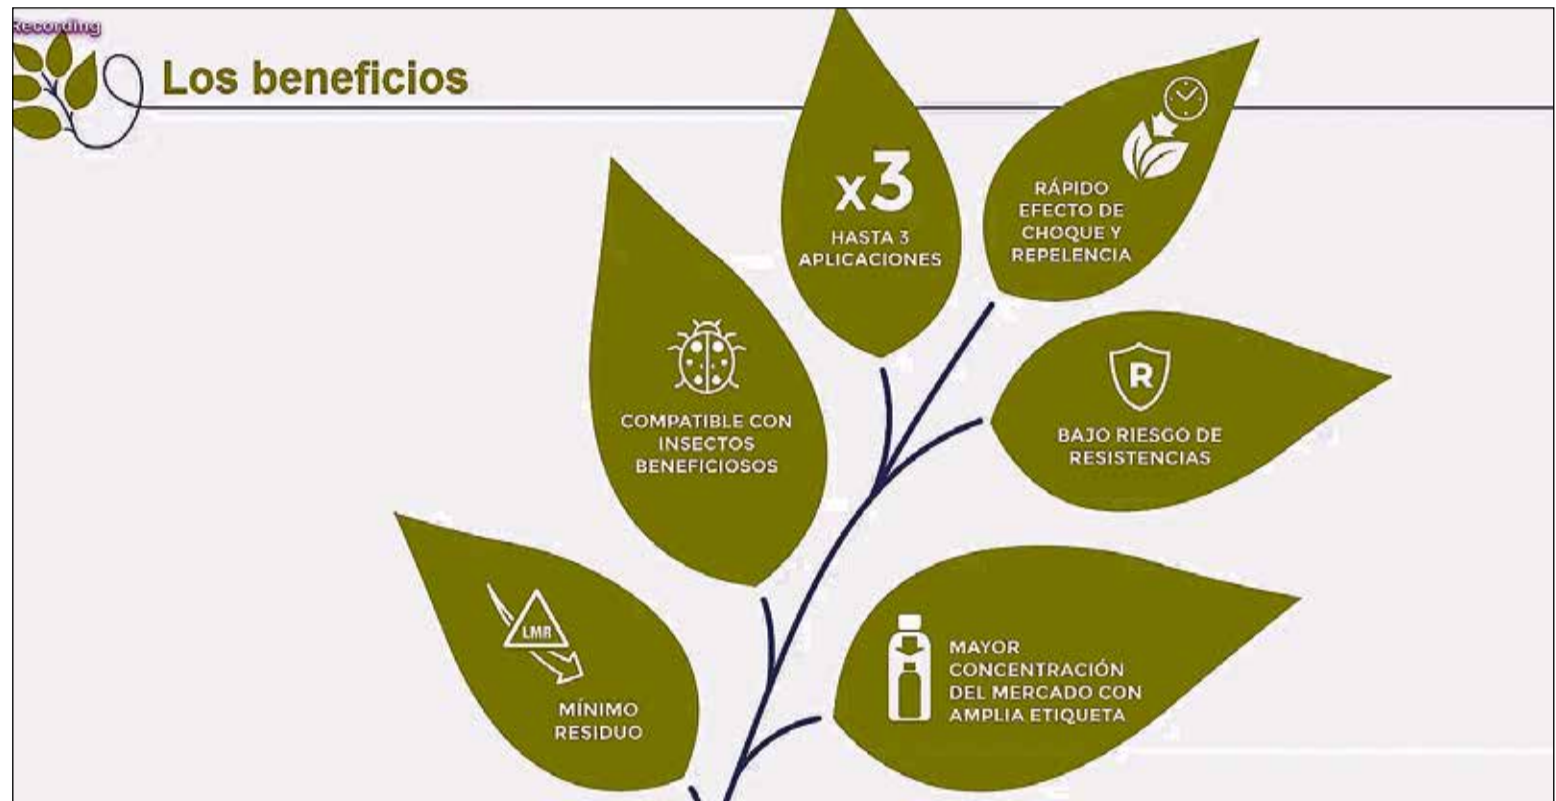 Recording
Los beneficios
x3
HASTA 3
APLICACIONES
RÁPIDO
EFECTO DE
CHOQUE Y
REPELENCIA
COMPATIBLE CON
INSECTOS
BENEFICIOSOS
R
BAJO RIESGO DE
RESISTENCIAS
LMR
MÍNIMO
RESIDUO
MAYOR
CONCENTRACIÓN
DEL MERCADO CON
AMPLIA ETIQUETA